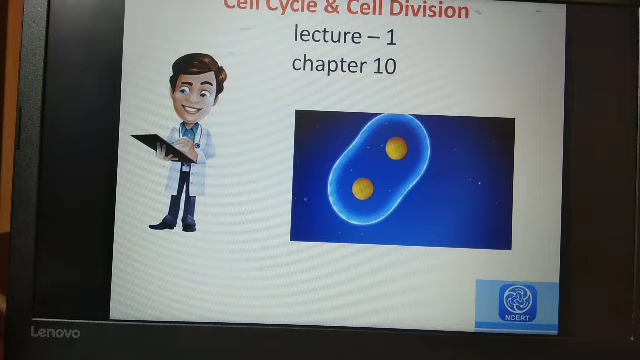 Cell Cycle & Cell Division
lecture – 1
chapter 10
NCERT
Lenovo